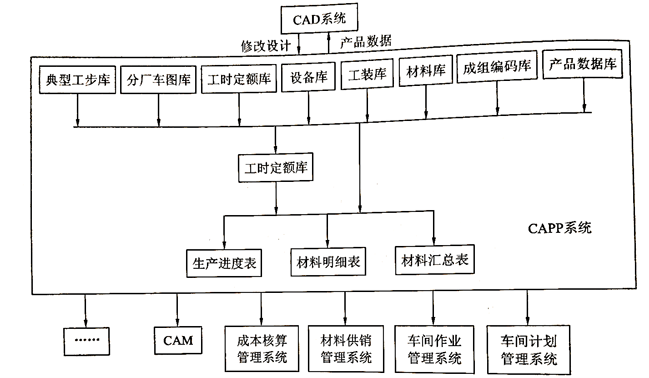 CAD系统
修改设计
产品数据
典型工步库
分厂车图库
工时定额库
设备库
工装库
材料库
成组编码库
产品数据库
工时定额库
CAPP系统
生产进度表
材料明细表
材料汇总表
……
CAM
成本核算
管理系统
材料供销
管理系统
车间作业
管理系统
车间计划
管理系统